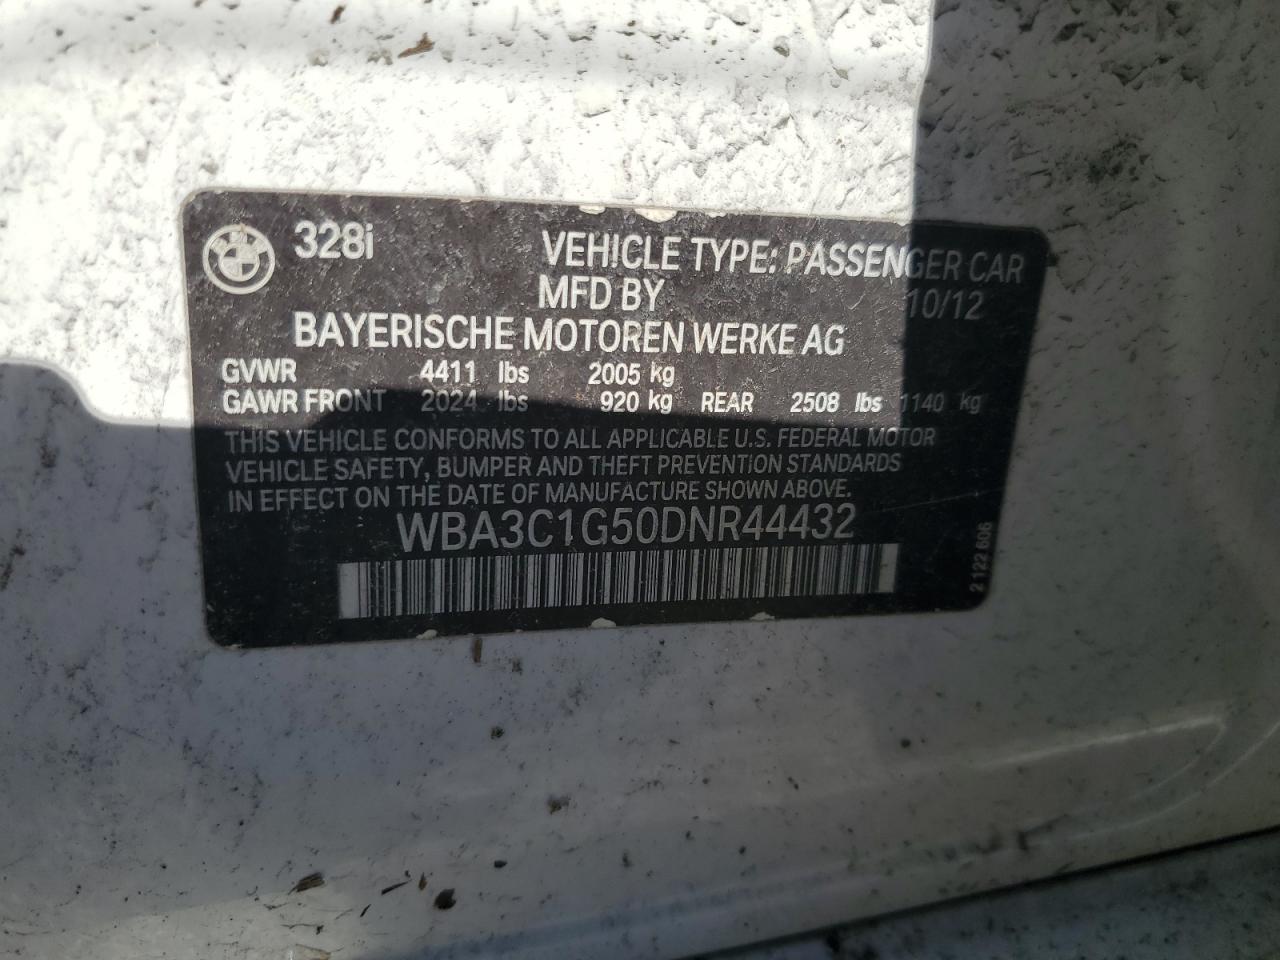 328i VEHICLE TYPE: PASSENGER CAR
MFD BY 10/12
BAYERISCHE MOTOREN WERKE AG
GVWR 4411 lbs 2005 kg
GAWR FRONT 2024 lbs 920 kg REAR 2508 lbs 1140 kg
THIS VEHICLE CONFORMS TO ALL APPLICABLE U.S. FEDERAL MOTOR
VEHICLE SAFETY, BUMPER AND THEFT PREVENTION STANDARDS
IN EFFECT ON THE DATE OF MANUFACTURE SHOWN ABOVE.
WBA3C1G50DNR44432
2 122 606